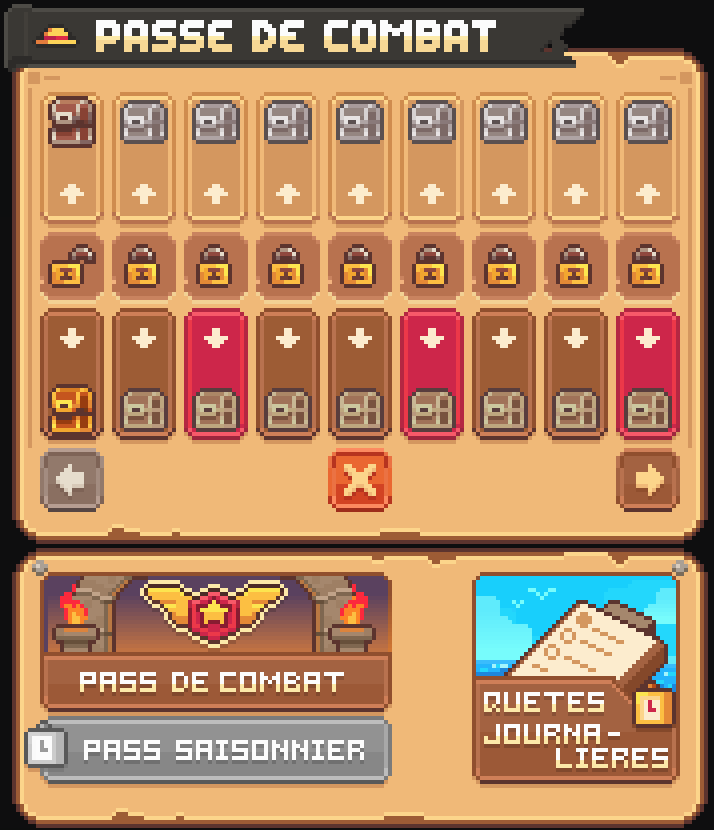 PASSE DE COMBAT
PASS DE COMBAT
PASS SAISONNIER
QUETES
JOURNA-
LIERES